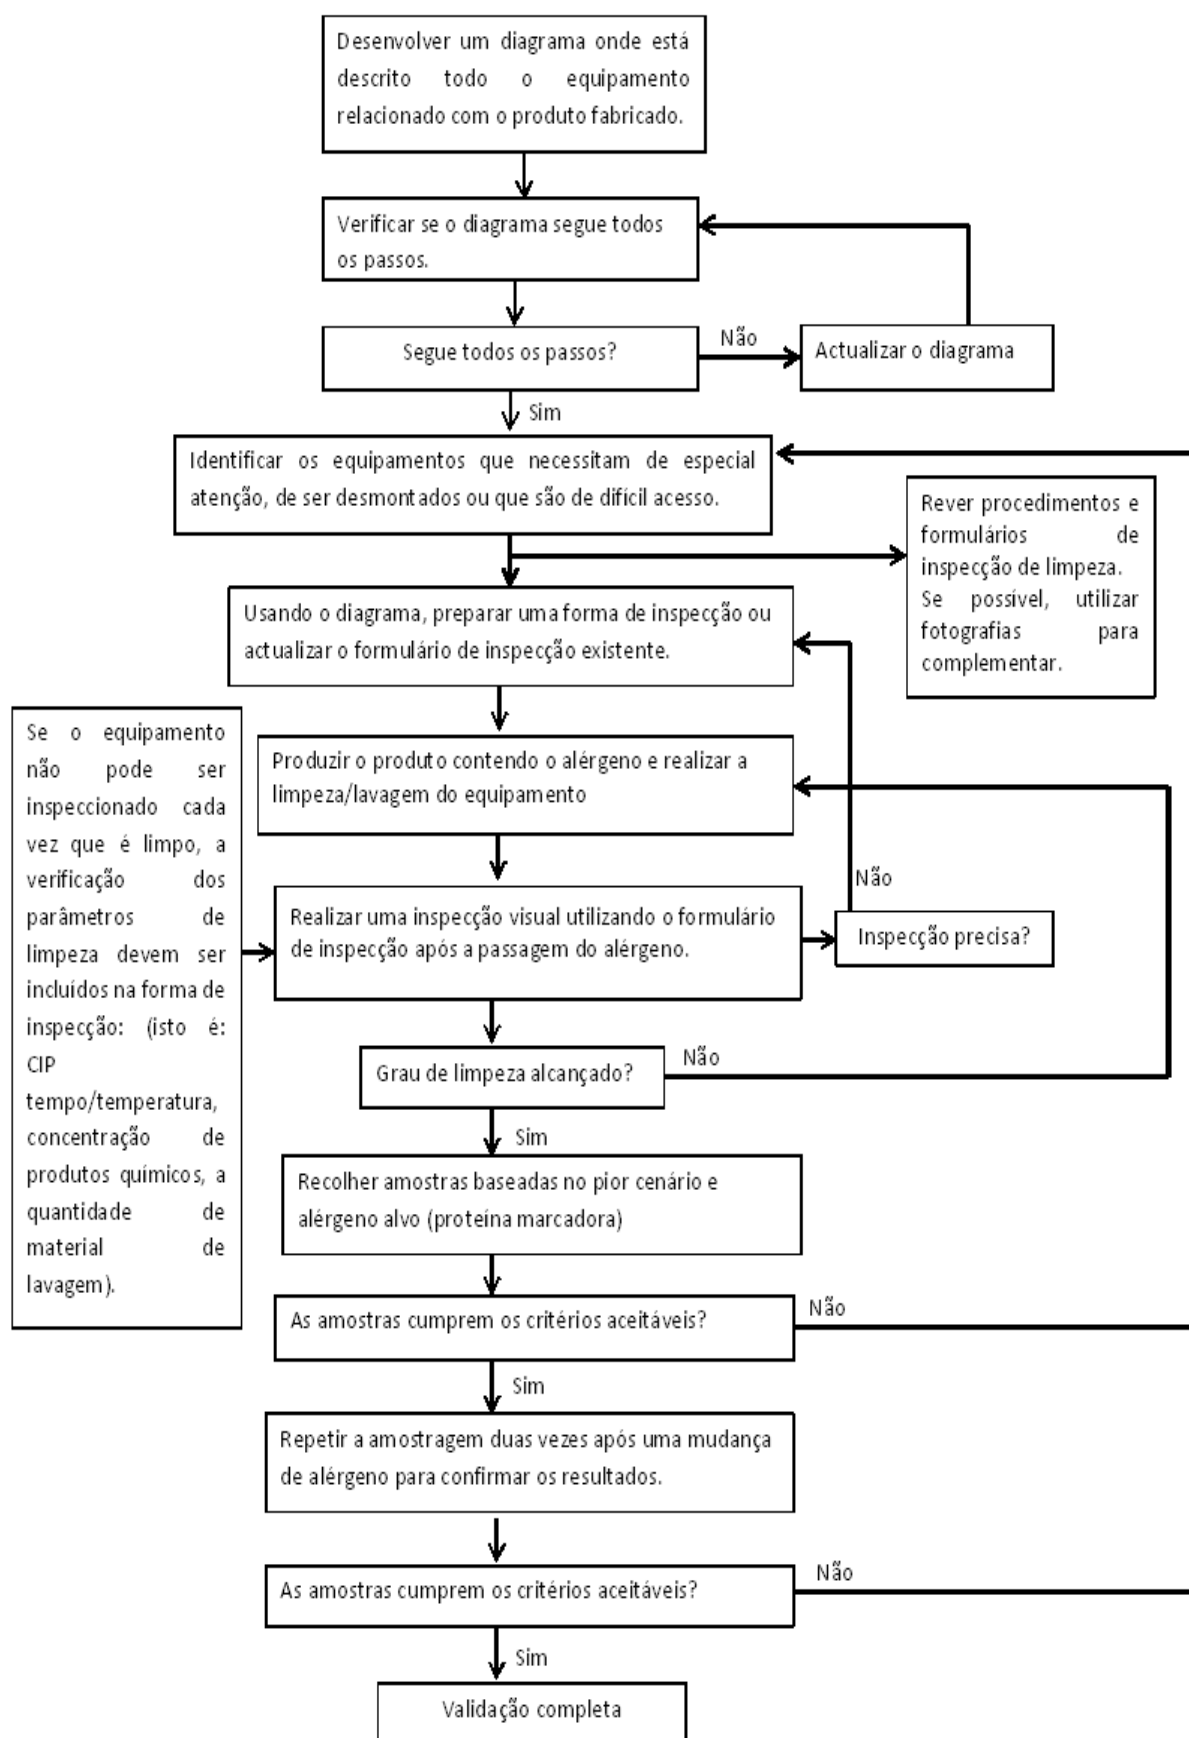 Desenvolver um diagrama onde está
descrito todo o equipamento
relacionado com o produto fabricado.
Verificar se o diagrama segue todos
os passos.
Segue todos os passos?
Não
Actualizar o diagrama
Sim
Identificar os equipamentos que necessitam de especial
atenção, de ser desmontados ou que são de difícil acesso.
Rever procedimentos e
formulários de
inspecção de limpeza.
Se possível, utilizar
fotografias para
complementar.
Usando o diagrama, preparar uma forma de inspecção ou
actualizar o formulário de inspecção existente.
Se o equipamento
não pode ser
inspeccionado cada
vez que é limpo, a
verificação dos
parâmetros de
limpeza devem ser
incluídos na forma de
inspecção: (isto é:
CIP
tempo/temperatura,
concentração de
produtos químicos, a
quantidade de
material de
lavagem).
Produzir o produto contendo o alérgeno e realizar a
limpeza/lavagem do equipamento
Realizar uma inspecção visual utilizando o formulário
de inspecção após a passagem do alérgeno.
Não
Inspecção precisa?
Grau de limpeza alcançado?
Não
Sim
Recolher amostras baseadas no pior cenário e
alérgeno alvo (proteína marcadora)
As amostras cumprem os critérios aceitáveis?
Não
Sim
Repetir a amostragem duas vezes após uma mudança
de alérgeno para confirmar os resultados.
As amostras cumprem os critérios aceitáveis?
Não
Sim
Validação completa